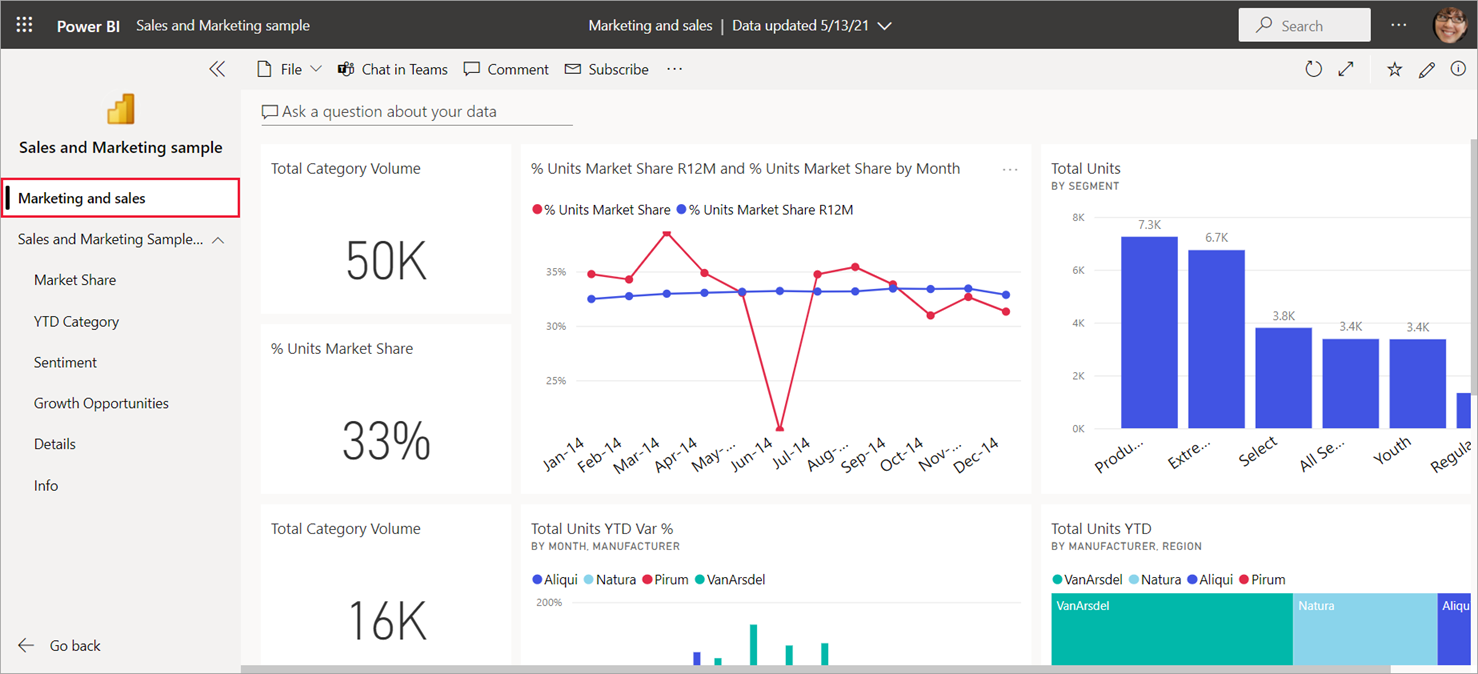 Power BI Sales and Marketing sample Marketing and sales | Data updated 5/13/21 Search ...
File Chat in Teams Comment Subscribe ...
Sales and Marketing sample
Marketing and sales
Sales and Marketing Sample...
Market Share
YTD Category
Sentiment
Growth Opportunities
Details
Info
Go back
Ask a question about your data
Total Category Volume
50K
% Units Market Share R12M and % Units Market Share by Month ...
% Units Market Share % Units Market Share R12M
35%
30%
25%
Jan-14 Feb-14 Mar-14 Apr-14 May-... Jun-14 Jul-14 Aug-... Sep-14 Oct-14 Nov-... Dec-14
Total Units
BY SEGMENT
8K
6K
4K
2K
0K
7.3K 6.7K 3.8K 3.4K 3.4K
Produ... Extre... Select All Se... Youth Regula
% Units Market Share
33%
Total Category Volume
16K
Total Units YTD Var %
BY MONTH, MANUFACTURER
Aliqui Natura Pirum VanArsdel
200%
Total Units YTD
BY MANUFACTURER, REGION
VanArsdel Natura Aliqui Pirum
VanArsdel Natura Aliqu